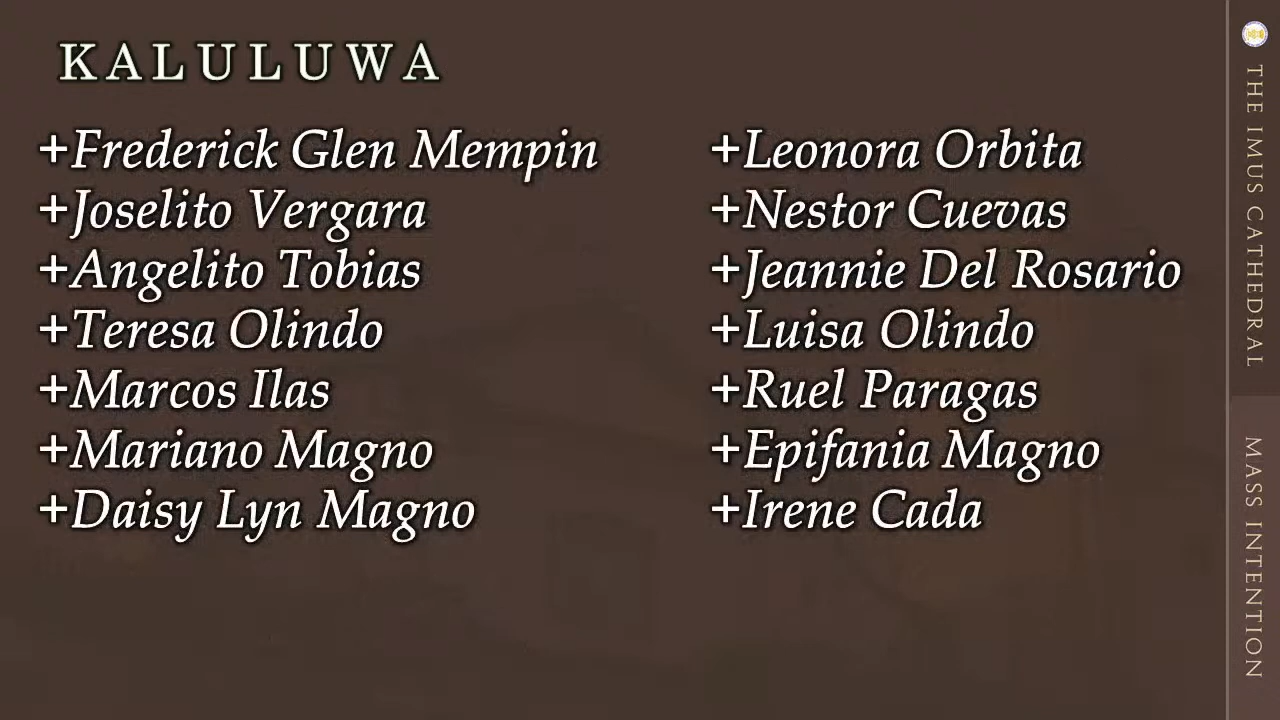 KALULUWA
+Frederick Glen Mempin
+Joselito Vergara
+Angelito Tobias
+Teresa Olindo
+Marcos Ilas
+Mariano Magno
+Daisy Lyn Magno
+Leonora Orbita
+Nestor Cuevas
+Jeannie Del Rosario
+Luisa Olindo
+Ruel Paragas
+Epifania Magno
+Irene Cada
THE IMUS CATHEDRAL
MASS INTENTION